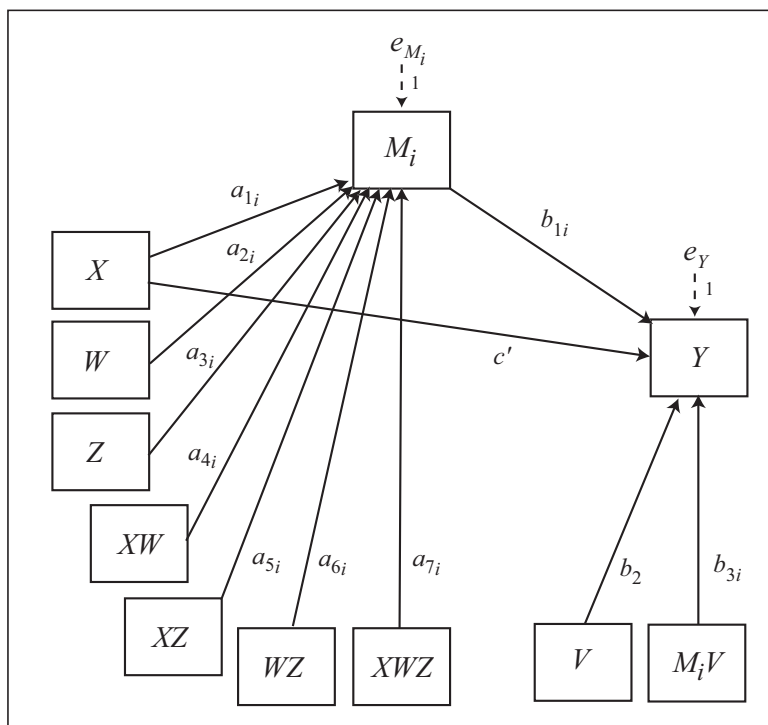 e_{M_i}
1
M_i
a_{1i}
b_{1i}
X
a_{2i}
e_Y
1
W
a_{3i}
c′
Y
Z
a_{4i}
XW
a_{5i}
a_{6i}
a_{7i}
b_2
b_{3i}
XZ
WZ
XWZ
V
M_iV